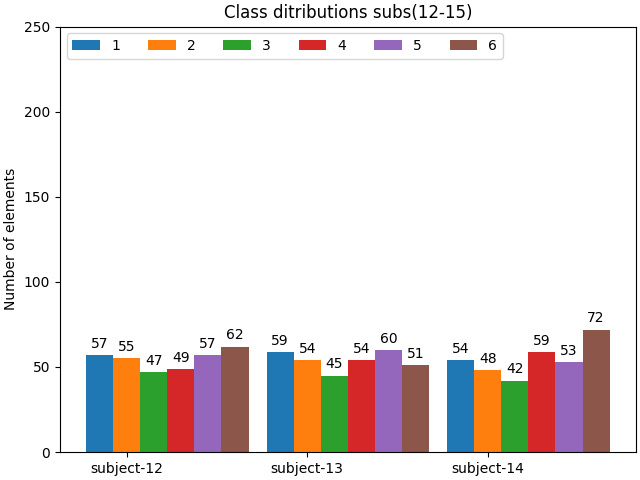 Class ditributions subs(12-15)
1 2 3 4 5 6
Number of elements
250
200
150
100
50
0
57 55 47 49 57 62
59 54 45 54 60 51
54 48 42 59 53 72
subject-12 subject-13 subject-14